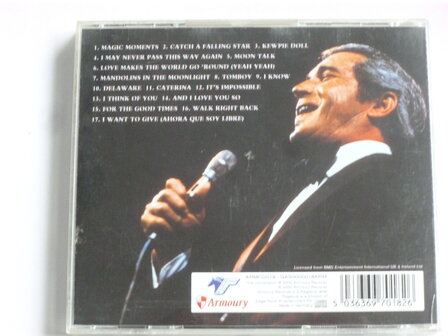 1. MAGIC MOMENTS 2. CATCH A FALLING STAR 3. KEWPIE DOLL
4. I MAY NEVER PASS THIS WAY AGAIN 5. MOON TALK
6. LOVE MAKES THE WORLD GO 'ROUND (YEAH YEAH)
7. MANDOLINS IN THE MOONLIGHT 8. TOMBOY 9. I KNOW
10. DELAWARE 11. CATERINA 12. IT'S IMPOSSIBLE
13. I THINK OF YOU 14. AND I LOVE YOU SO
15. FOR THE GOOD TIMES 16. WALK RIGHT BACK
17. I WANT TO GIVE (AHORA QUE SOY LIBRE)
Licensed from BMG Entertainment International UK & Ireland Ltd
Armoury
5 036369 701826